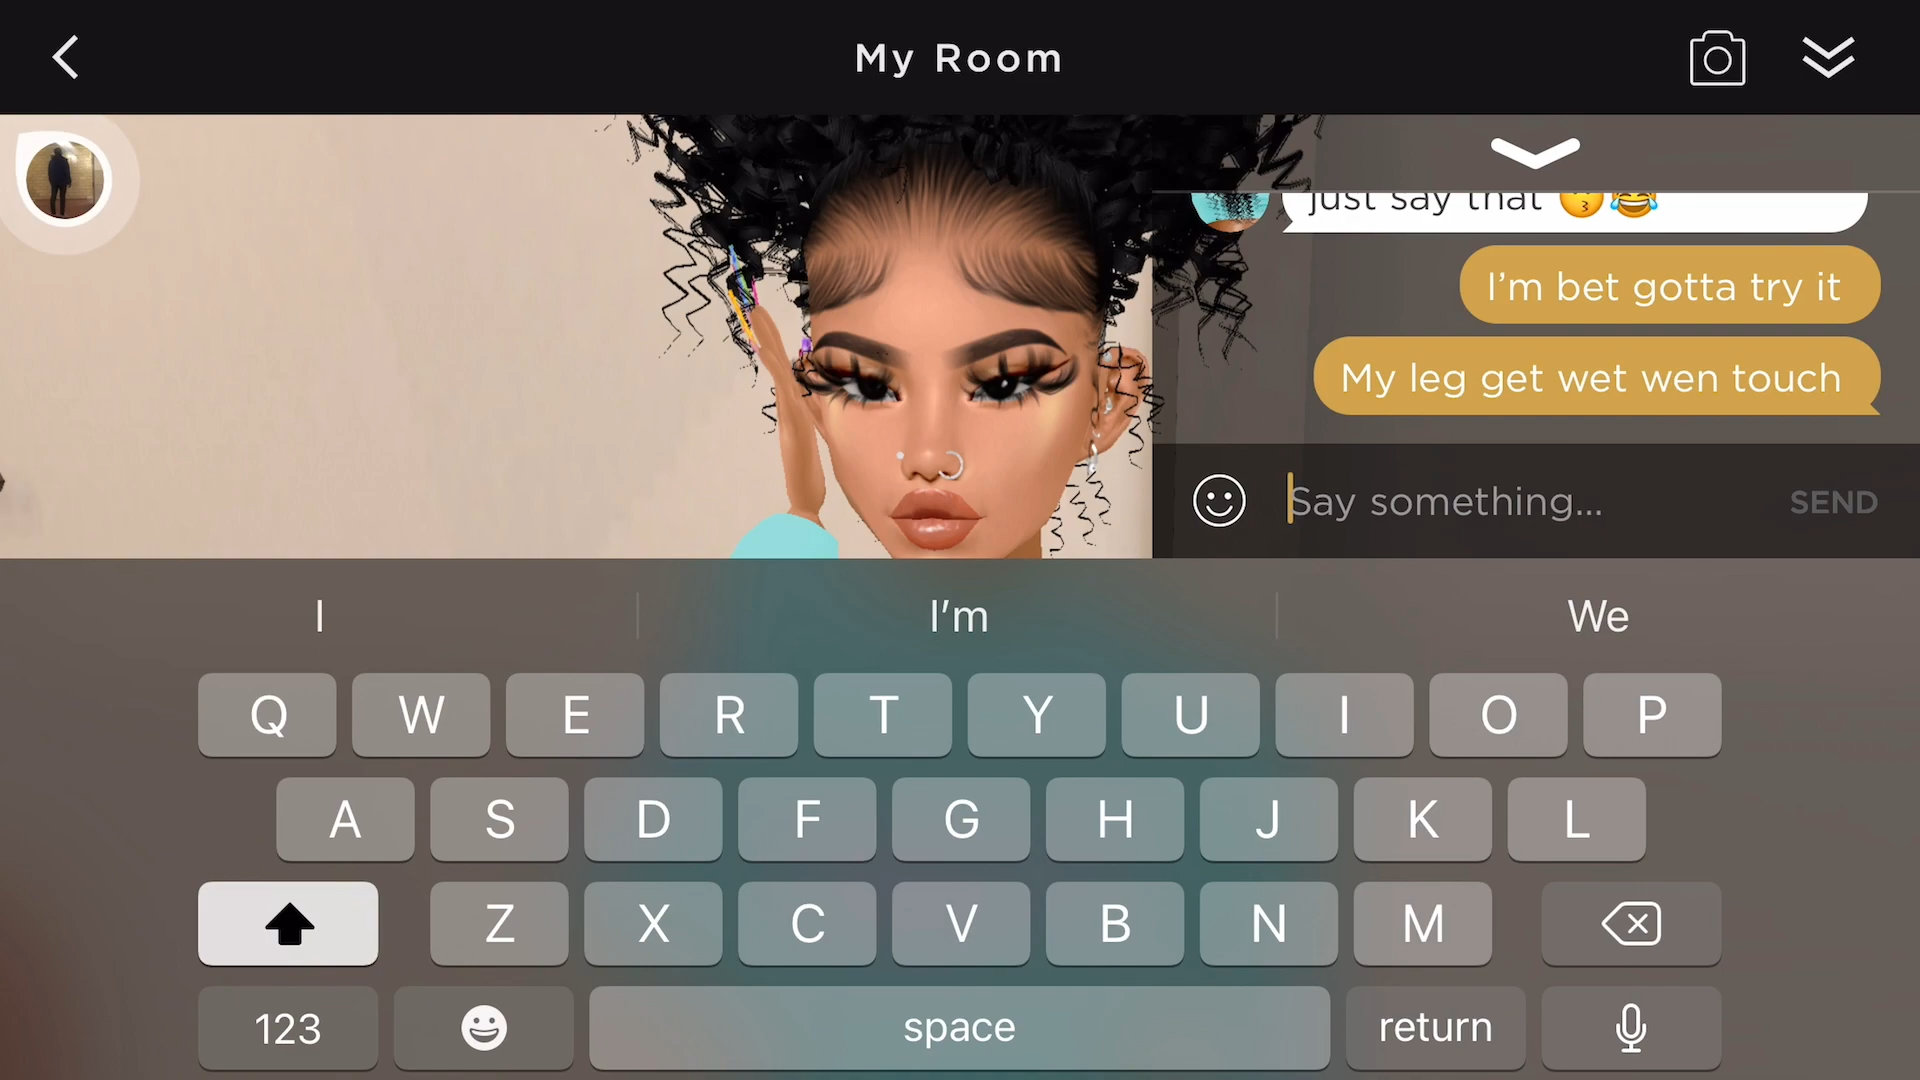 My Room
just say that 😙😂
I’m bet gotta try it
My leg get wet wen touch
Say something...
SEND
I
I’m
We
Q W E R T Y U I O P
A S D F G H J K L
Z X C V B N M
123
space
return